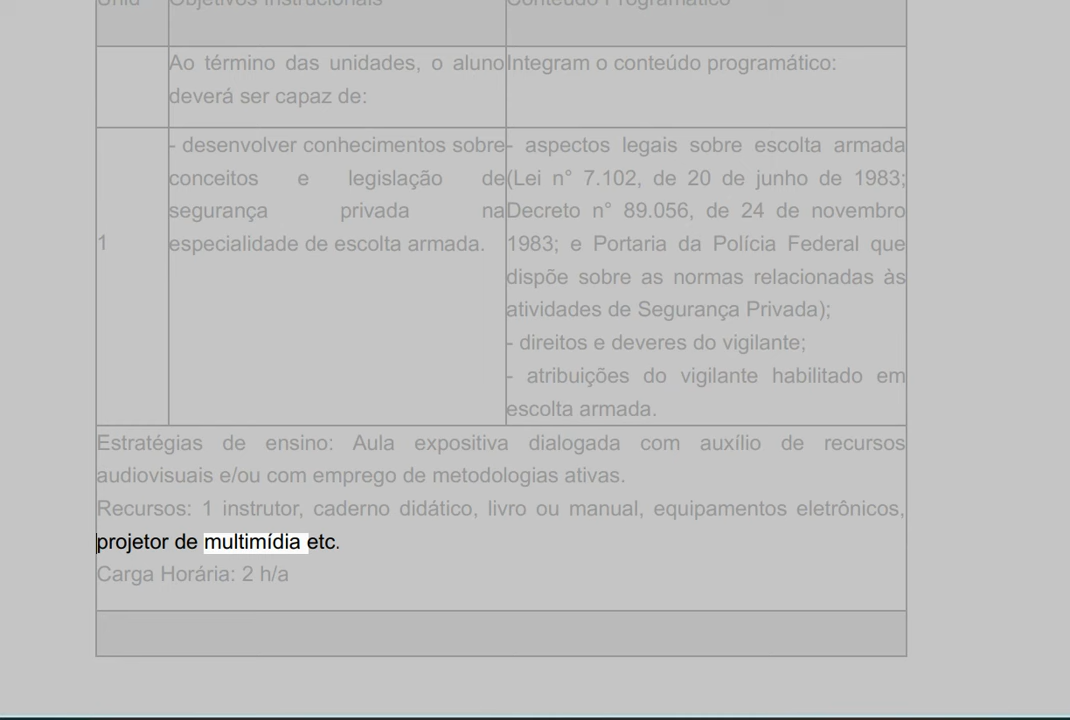 Unid Objetivos Instrucionais Conteúdo Programático
Ao término das unidades, o aluno
deverá ser capaz de:
Integram o conteúdo programático:
1
- desenvolver conhecimentos sobre
conceitos e legislação de
segurança privada na
especialidade de escolta armada.
- aspectos legais sobre escolta armada
(Lei n° 7.102, de 20 de junho de 1983;
Decreto n° 89.056, de 24 de novembro
1983; e Portaria da Polícia Federal que
dispõe sobre as normas relacionadas às
atividades de Segurança Privada);
- direitos e deveres do vigilante;
- atribuições do vigilante habilitado em
escolta armada.
Estratégias de ensino: Aula expositiva dialogada com auxílio de recursos
audiovisuais e/ou com emprego de metodologias ativas.
Recursos: 1 instrutor, caderno didático, livro ou manual, equipamentos eletrônicos,
projetor de multimídia etc.
Carga Horária: 2 h/a